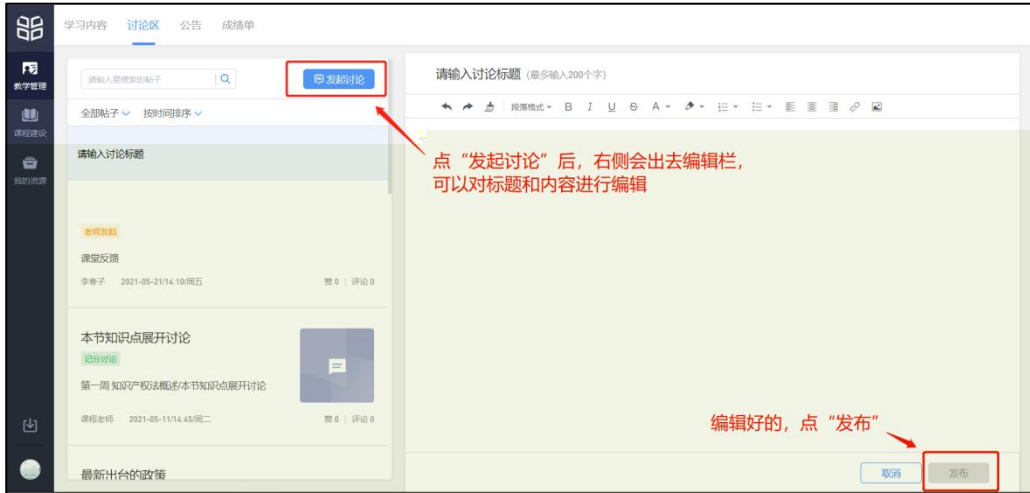 学习内容 讨论区 公告 成绩单
教学管理
课程建设
我的资源
请输入要搜索的帖子
发起讨论
全部帖子 按时间排序
请输入讨论标题
老师发起
课堂反馈
李春子 2021-05-21/14:10/周五 赞 0 | 评论 0
本节知识点展开讨论
记分讨论
第一周 知识产权法概述/本节知识点展开讨论
课程老师 2021-05-11/14:45/周二 赞 0 | 评论 0
最新出台的政策
请输入讨论标题 (最多输入200个字)
段落格式 B I U S A
点“发起讨论”后，右侧会出去编辑栏，
可以对标题和内容进行编辑
编辑好的，点“发布”
取消 发布